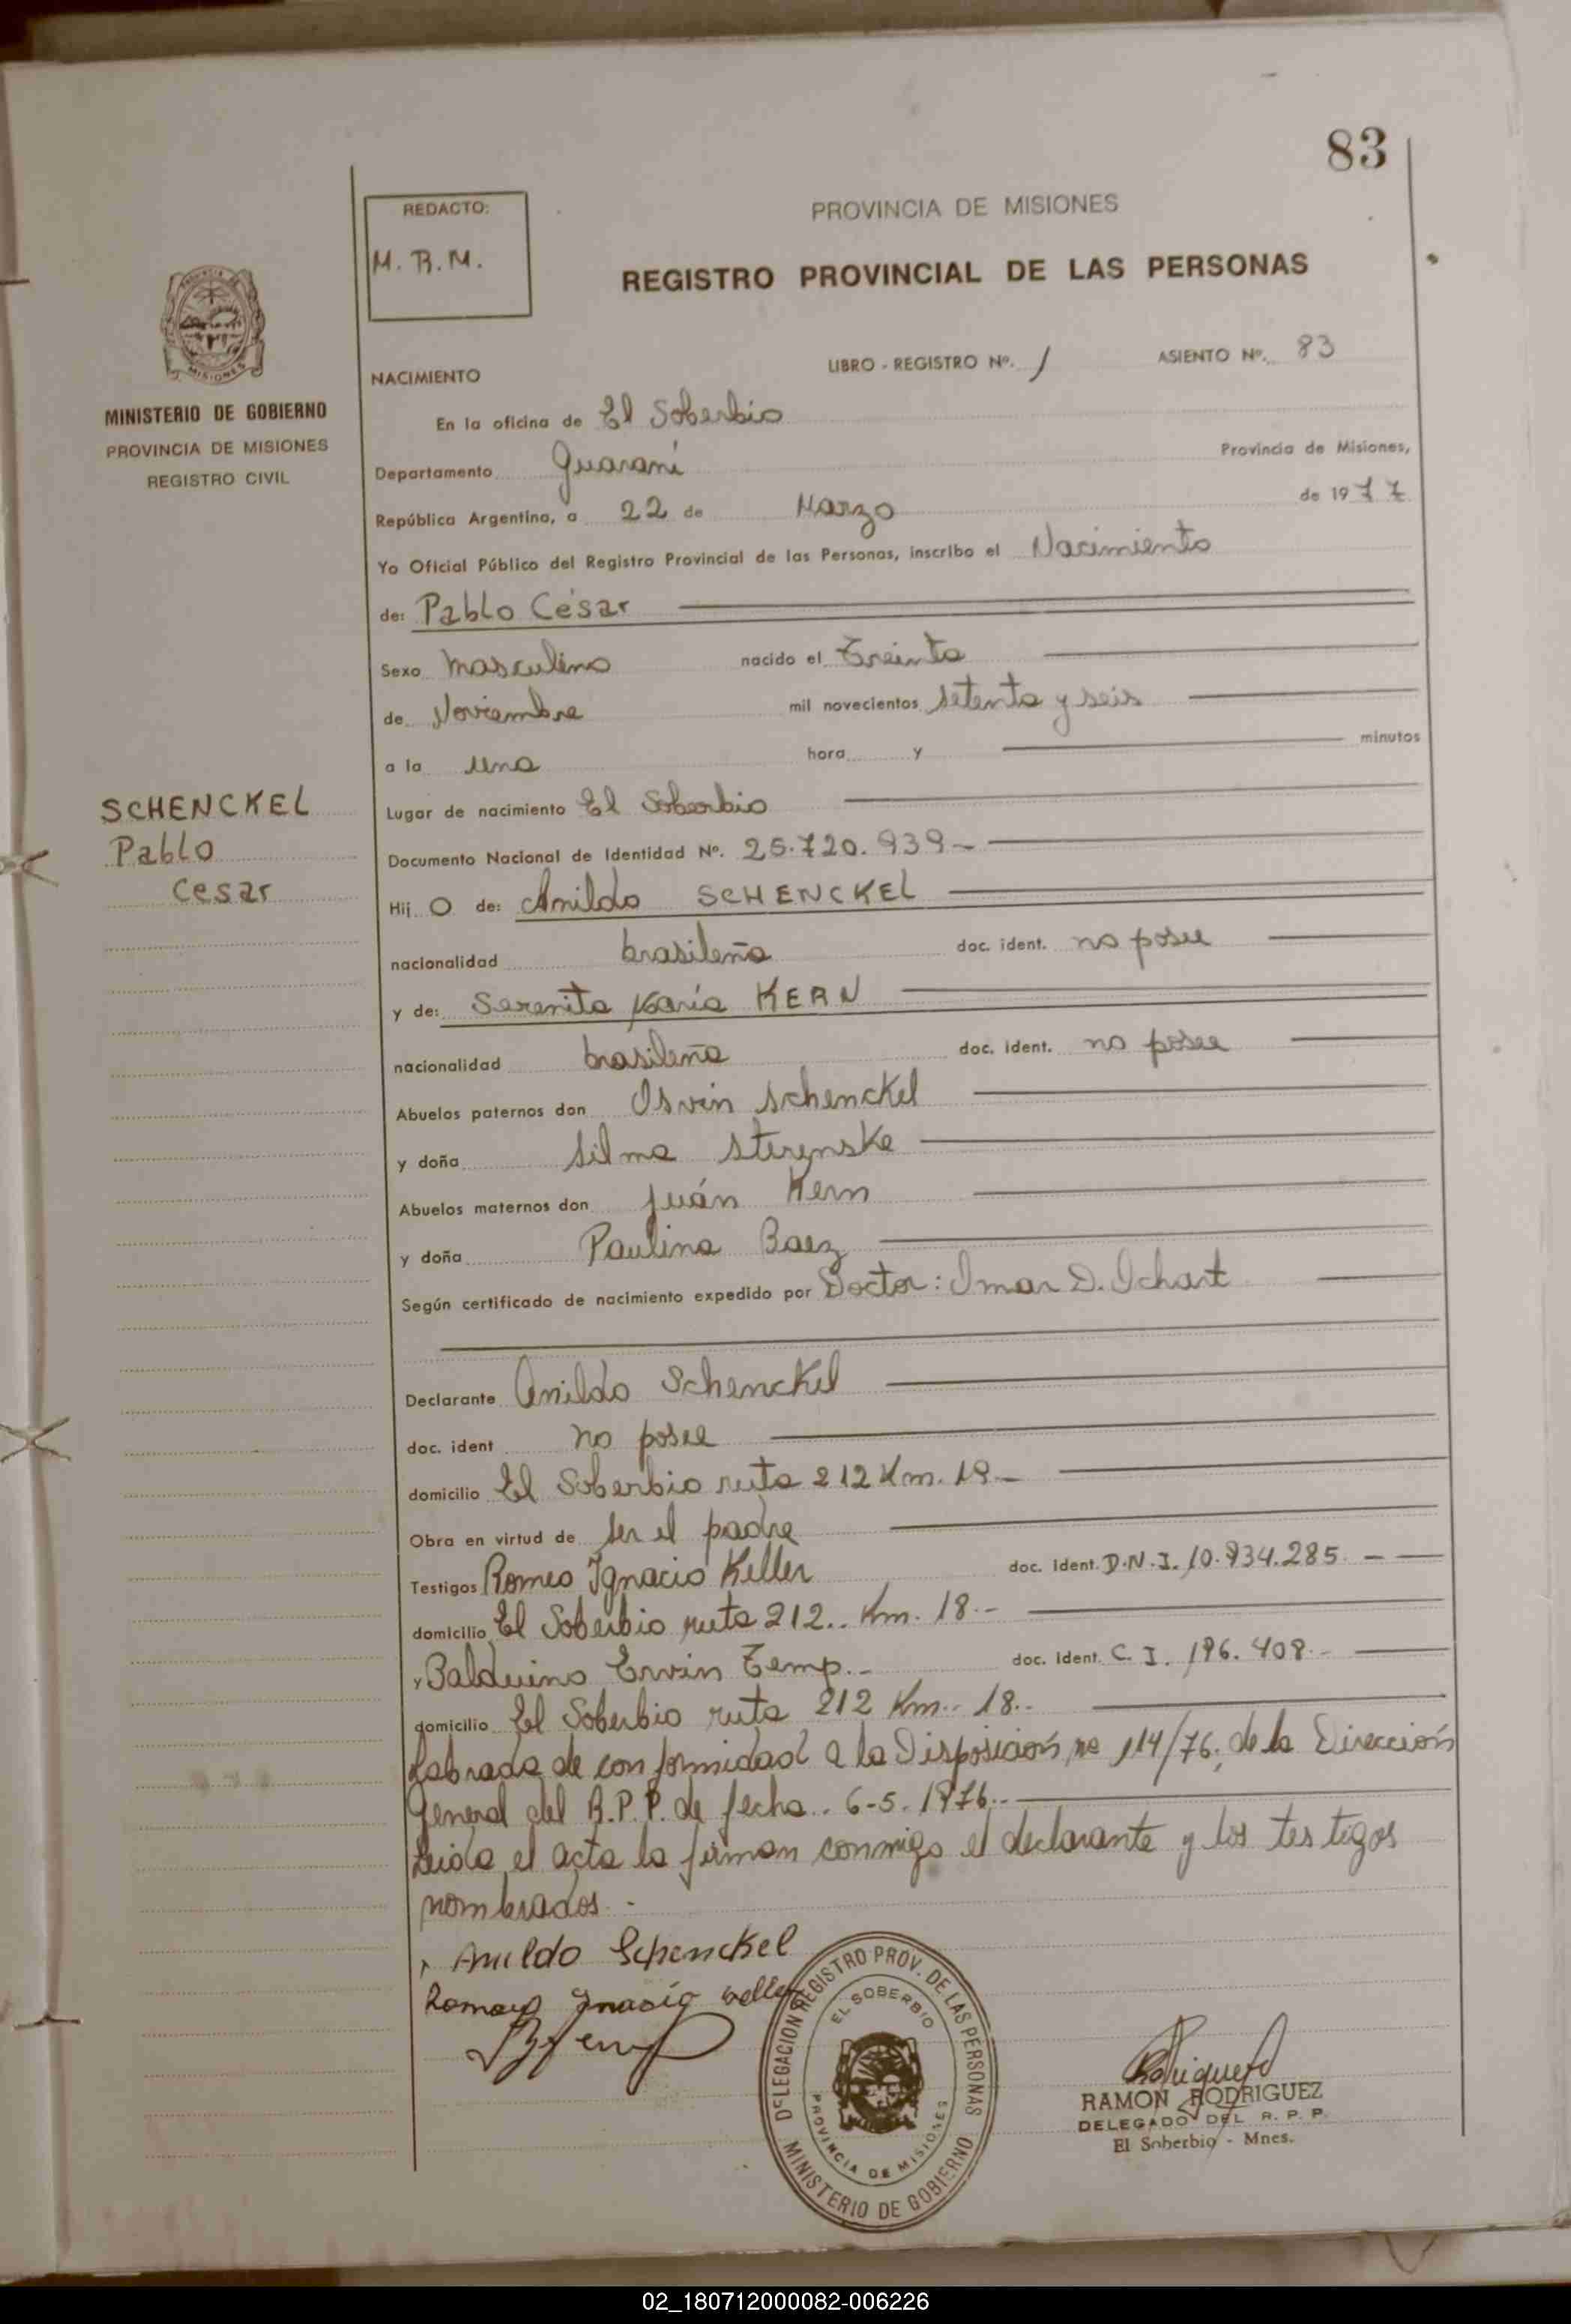 83
REDACTO:
M. R. M.
PROVINCIA DE MISIONES
REGISTRO PROVINCIAL DE LAS PERSONAS
MISIONES
MINISTERIO DE GOBIERNO
PROVINCIA DE MISIONES
REGISTRO CIVIL
NACIMIENTO LIBRO - REGISTRO Nº. 1 ASIENTO Nº. 83
En la oficina de El Soberbio
Departamento Guaraní Provincia de Misiones,
República Argentina, a 22 de Marzo de 1977
Yo Oficial Público del Registro Provincial de las Personas, inscribo el Nacimiento
de: Pablo César
Sexo Masculino nacido el Treinta
de Noviembre mil novecientos setenta y seis
a la una hora y minutos
SCHENCKEL
Pablo
Cesar
Lugar de nacimiento El Soberbio
Documento Nacional de Identidad Nº. 25.720.939-
Hij O de: Anildo SCHENCKEL
nacionalidad brasileña doc. ident. no posee
y de: Serenita María KERN
nacionalidad brasileña doc. ident. no posee
Abuelos paternos don Osvin Schenckel
y doña Silma
Abuelos maternos don Juán Kern
y doña Paulina Baez
Según certificado de nacimiento expedido por Doctor: Omar D. Ochart
Declarante Anildo Schenckel
doc. ident no posee
domicilio El Soberbio ruta 212 Km. 18.-
Obra en virtud de ser el padre
Testigos Romeo Ignacio Keller doc. ident. D.N.I. 10.934.285. -
domicilio El Soberbio ruta 212.. Km. 18.-
y Balduino Ervin Temp.- doc. ident. C. I. 196. 408.-
domicilio El Soberbio ruta 212 Km.. 18..
Labrada de conformidad a la Disposición nº 114/76, de la Dirección
General del R.P.P. de fecha.. 6-5-1976.-
Leida el acta la firman conmigo el declarante y los testigos
nombrados.-
Anildo Schenckel
DELEGACION REGISTRO PROV. DE LAS PERSONAS
EL SOBERBIO
PROVINCIA DE MISIONES
MINISTERIO DE GOBIERNO
RAMON RODRIGUEZ
DELEGADO DEL R. P. P.
El Soberbio - Mnes.
02_180712000082-006226